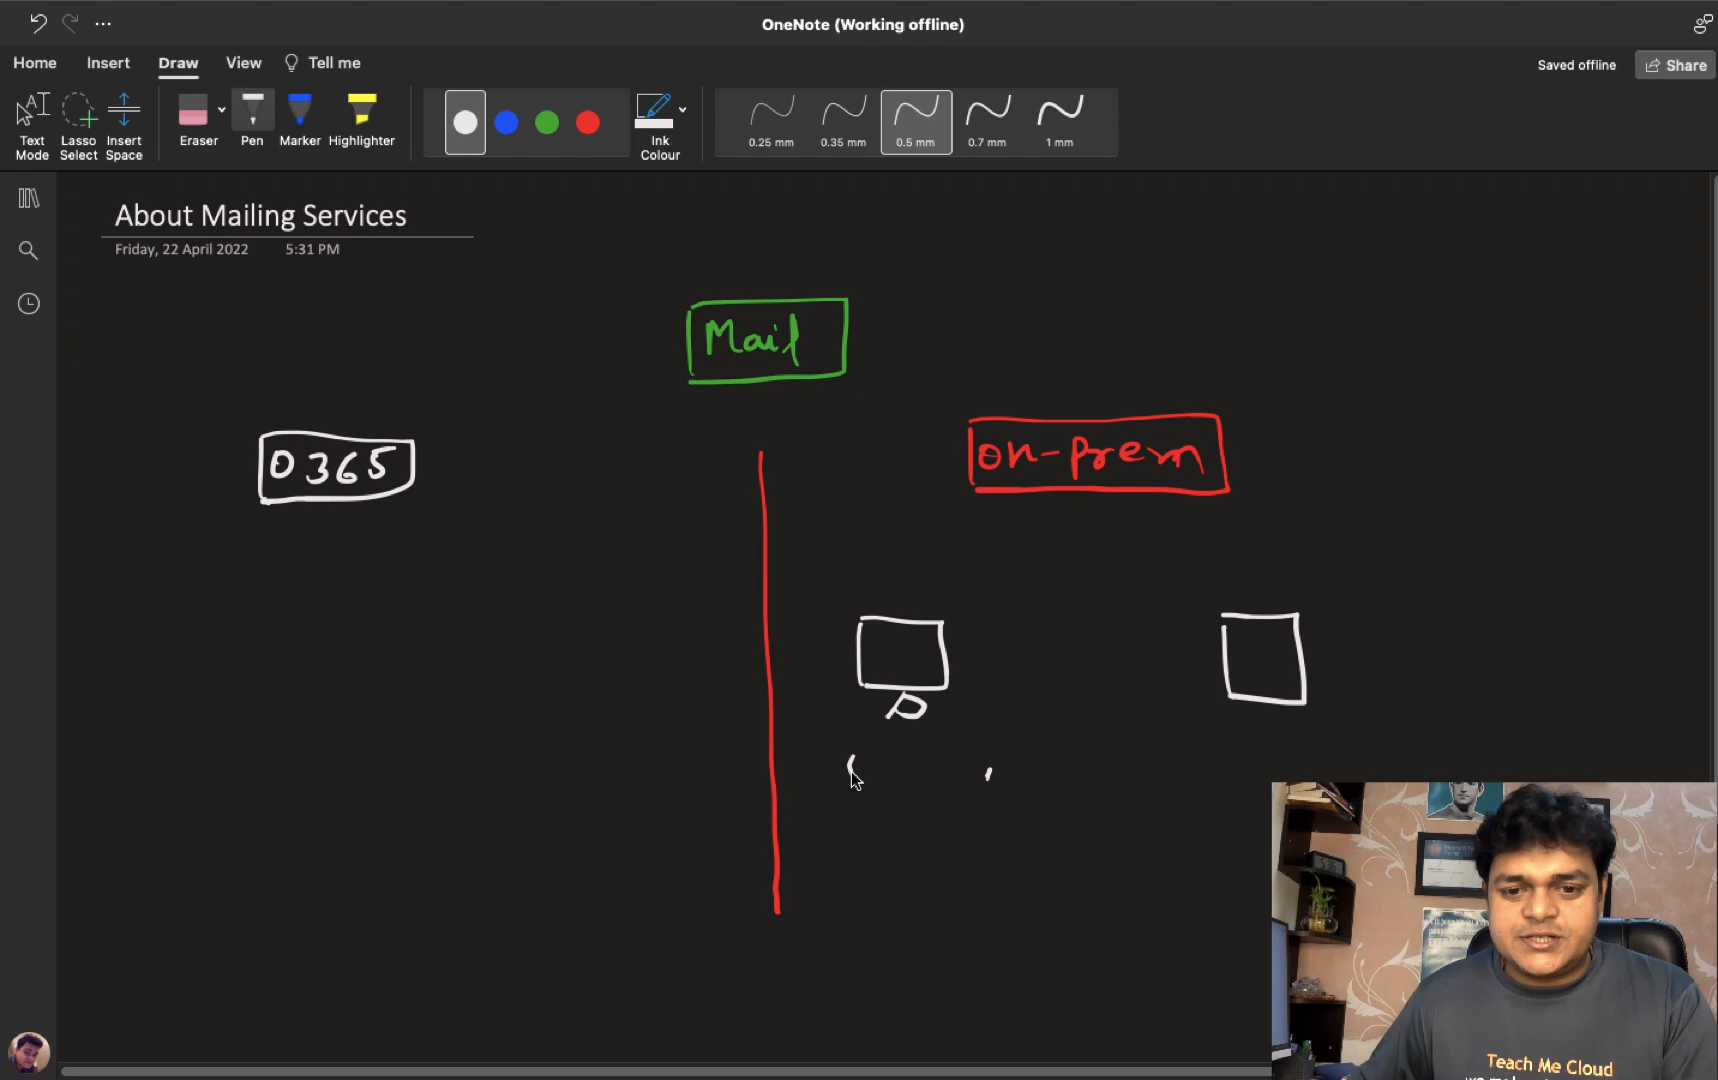 OneNote (Working offline)
Home Insert Draw View Tell me
Saved offline Share
Text Mode
Lasso Select
Insert Space
Eraser
Pen
Marker
Highlighter
Ink Colour
0.25 mm
0.35 mm
0.5 mm
0.7 mm
1 mm
About Mailing Services
Friday, 22 April 2022 5:31 PM
Mail
O365
on-prem
Teach Me Cloud